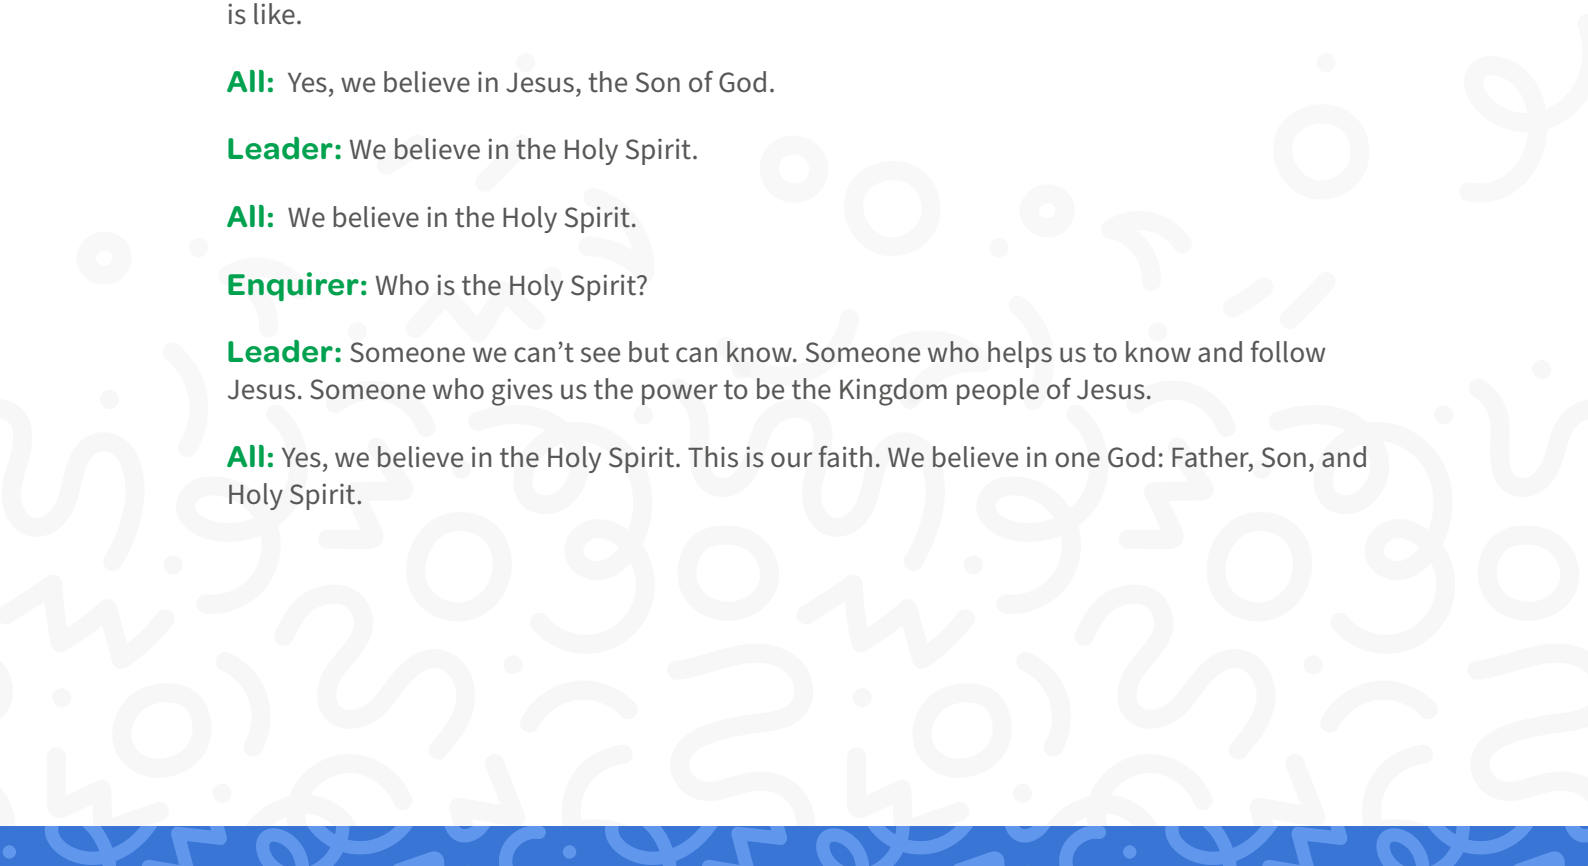 is like.
All: Yes, we believe in Jesus, the Son of God.
Leader: We believe in the Holy Spirit.
All: We believe in the Holy Spirit.
Enquirer: Who is the Holy Spirit?
Leader: Someone we can’t see but can know. Someone who helps us to know and follow
Jesus. Someone who gives us the power to be the Kingdom people of Jesus.
All: Yes, we believe in the Holy Spirit. This is our faith. We believe in one God: Father, Son, and
Holy Spirit.